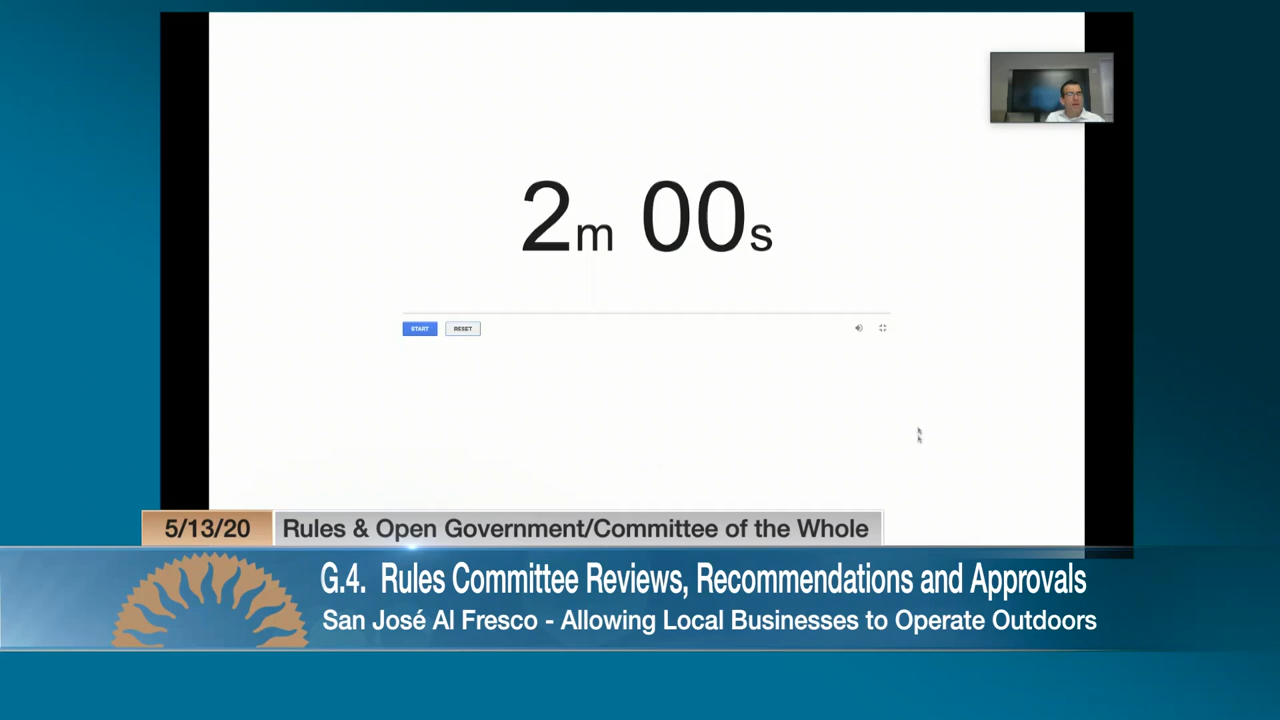 2m 00s
START RESET
5/13/20 Rules & Open Government/Committee of the Whole
G.4. Rules Committee Reviews, Recommendations and Approvals
San José Al Fresco - Allowing Local Businesses to Operate Outdoors